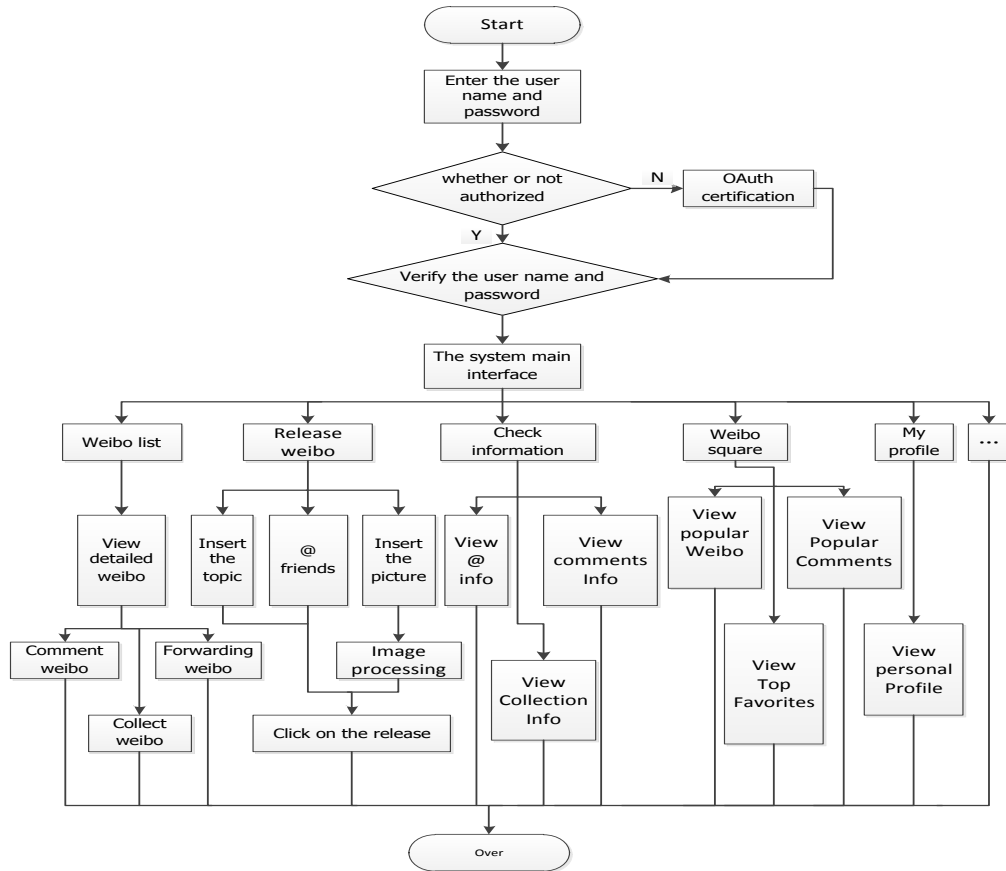 Start
Enter the user
name and
password
whether or not
authorized
N
OAuth
certification
Y
Verify the user name and
password
The system main
interface
Weibo list
Release
weibo
Check
information
Weibo
square
My
profile
...
View
detailed
weibo
Insert
the
topic
@
friends
Insert
the
picture
View
@
info
View
comments
Info
View
popular
Weibo
View
Popular
Comments
Comment
weibo
Forwarding
weibo
Image
processing
View
Collection
Info
View
Top
Favorites
View
personal
Profile
Collect
weibo
Click on the release
Over